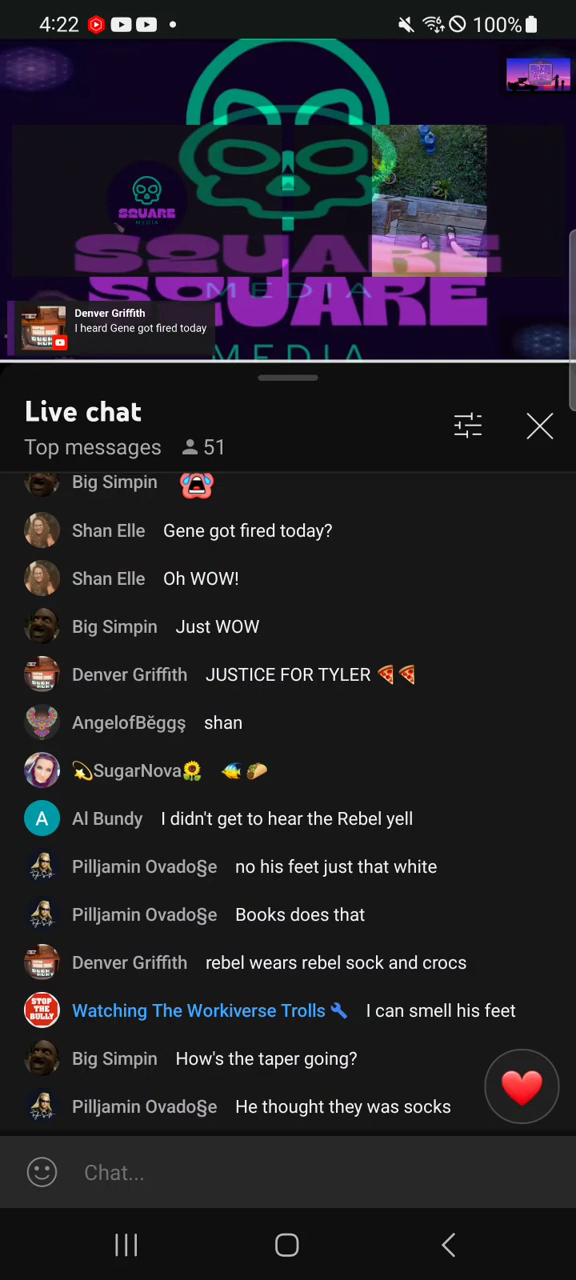 4:22
100%
SQUARE
MEDIA
SQUARE
MEDIA
SQUARE
MEDIA
Denver Griffith
I heard Gene got fired today
Live chat
Top messages 51
Big Simpin 😭
Shan Elle Gene got fired today?
Shan Elle Oh WOW!
Big Simpin Just WOW
Denver Griffith JUSTICE FOR TYLER 🍕🍕
AngelofBĕggș shan
💫SugarNova🌻 🐠🌮
A Al Bundy I didn't get to hear the Rebel yell
Pilljamin Ovado§e no his feet just that white
Pilljamin Ovado§e Books does that
Denver Griffith rebel wears rebel sock and crocs
STOP THE BULLY Watching The Workiverse Trolls 🔧 I can smell his feet
Big Simpin How's the taper going?
Pilljamin Ovado§e He thought they was socks
Chat...